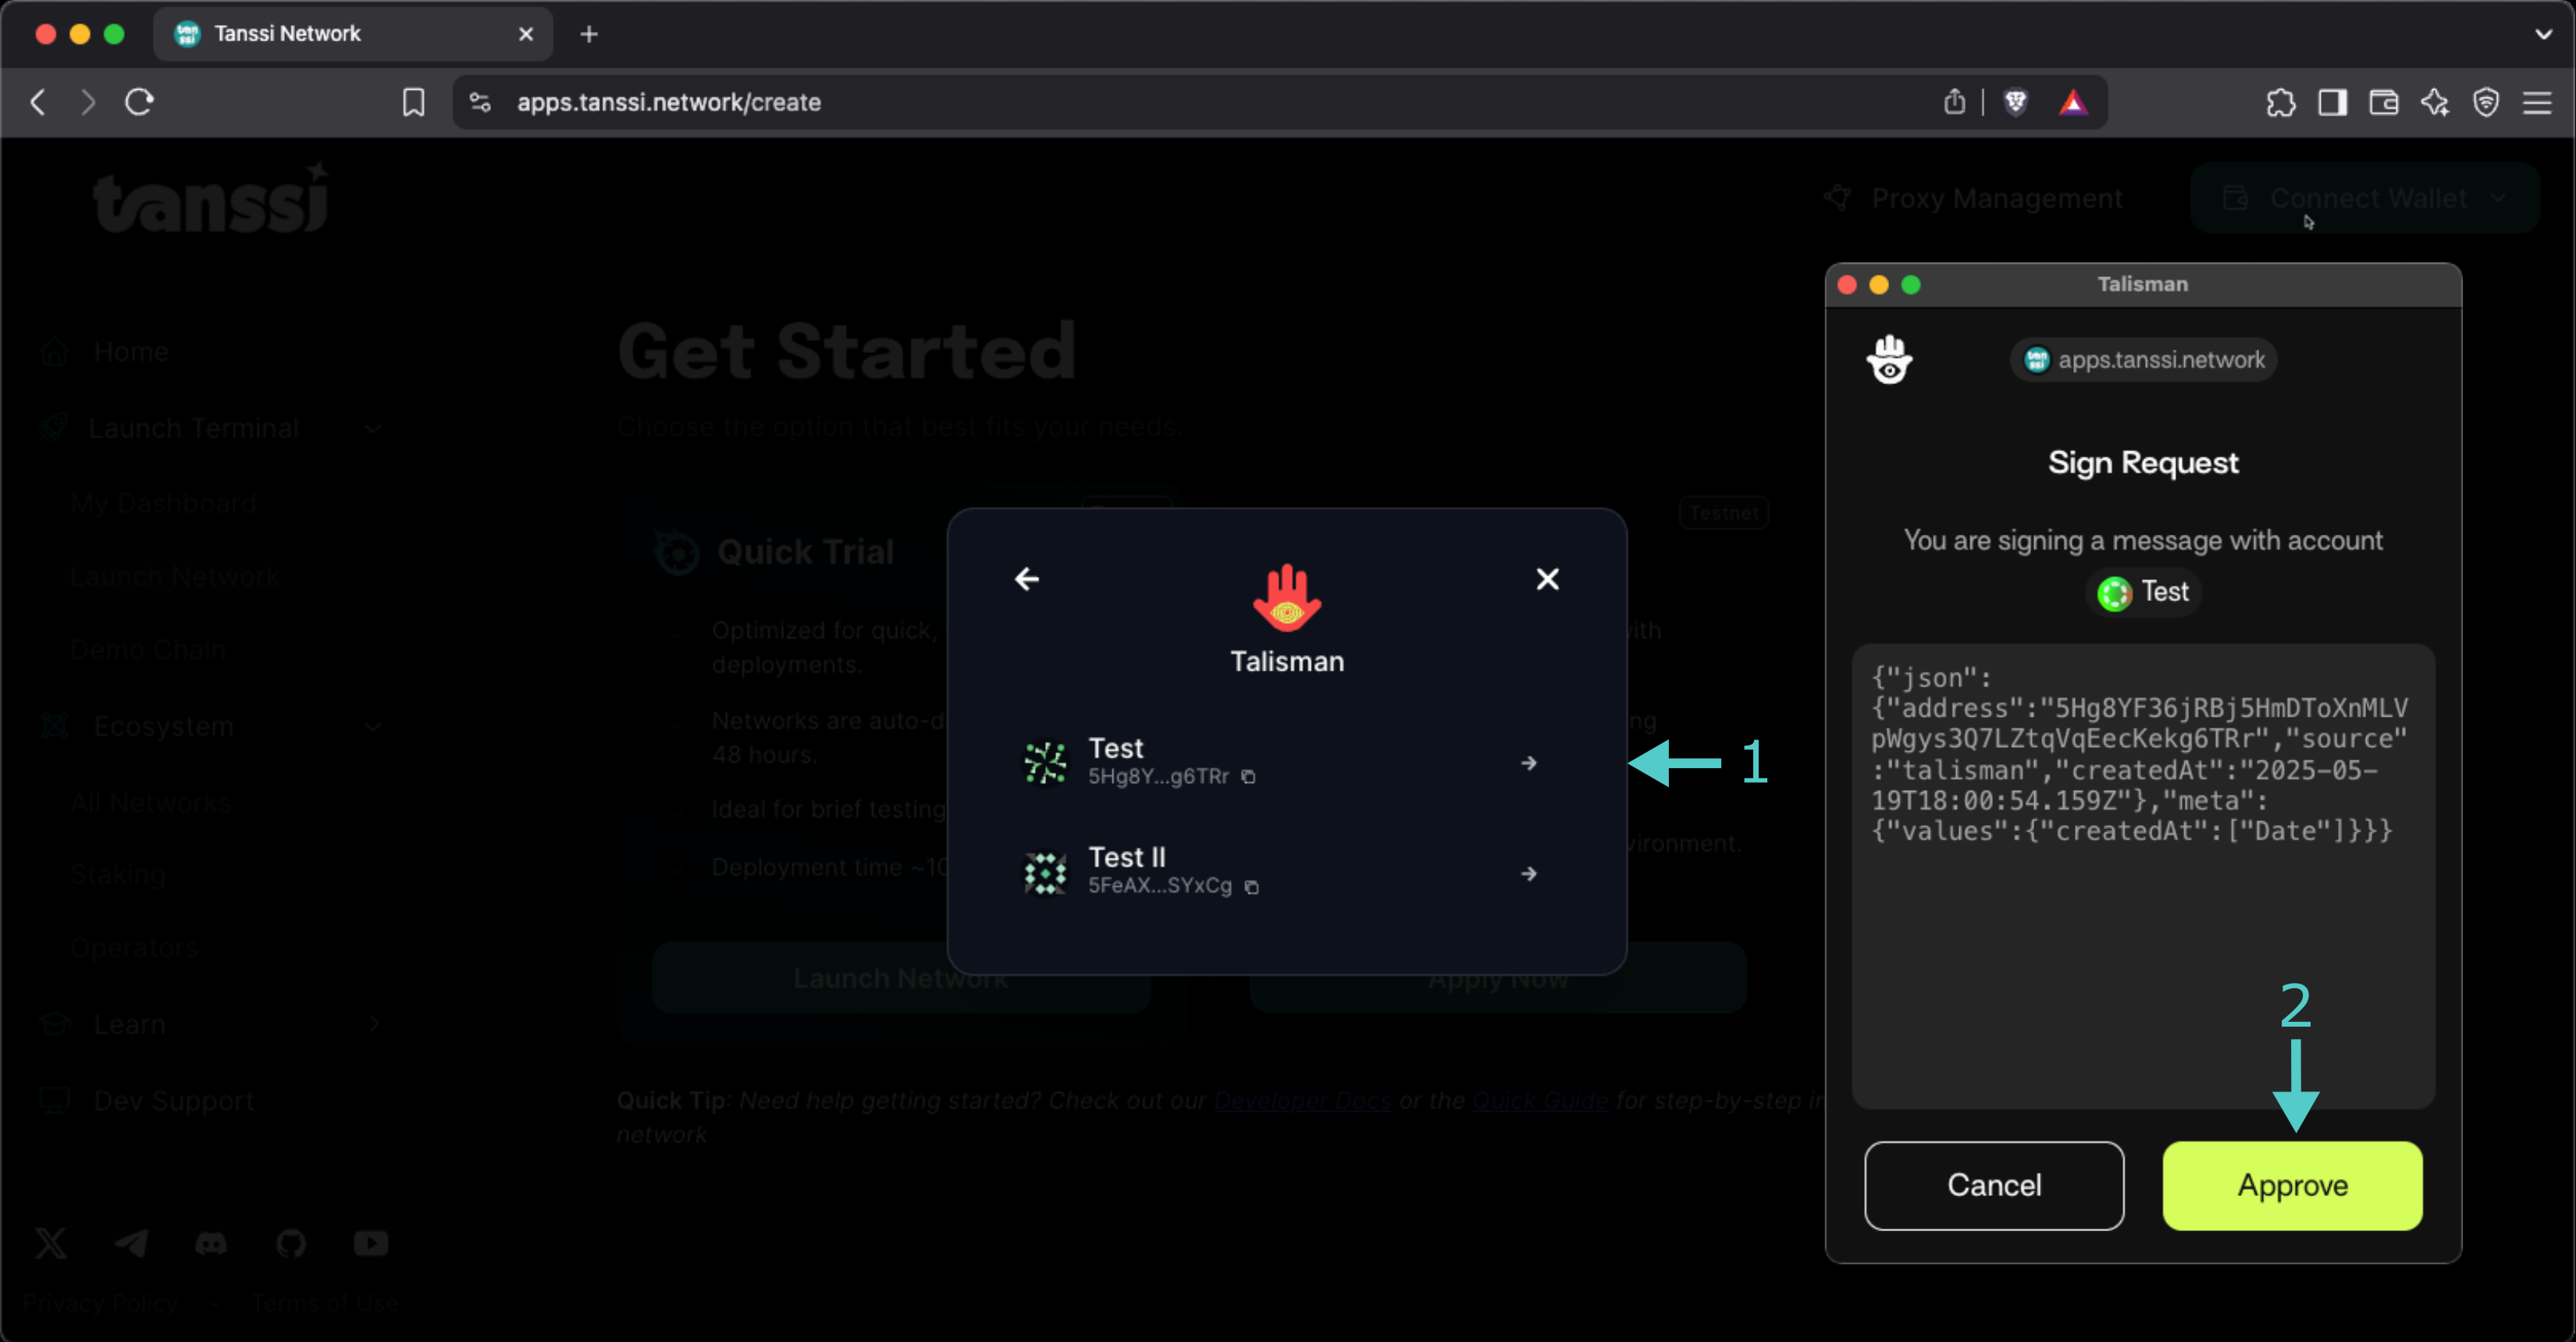 Tanssi Network
apps.tanssi.network/create
tanssi
Proxy Management
Connect Wallet
Home
Launch Terminal
My Dashboard
Launch Network
Demo Chain
Ecosystem
All Networks
Staking
Operators
Learn
Dev Support
Privacy Policy - Terms of Use
Get Started
Choose the option that best fits your needs.
Testnet
Quick Trial
Optimized for quick,
deployments.
Networks are auto-d
48 hours.
Ideal for brief testing
Deployment time ~10
Launch Network
ith
ng
vironment.
Apply Now
Quick Tip: Need help getting started? Check out our Developer Docs or the Quick Guide for step-by-step in
network
Talisman
Test
5Hg8Y...g6TRr
Test II
5FeAX...SYxCg
1
Talisman
apps.tanssi.network
Sign Request
You are signing a message with account
Test
{"json":
{"address":"5Hg8YF36jRBj5HmDToXnMLV
pWgys3Q7LZtqVqEecKekg6TRr","source"
:"talisman","createdAt":"2025-05-
19T18:00:54.159Z"},"meta":
{"values":{"createdAt":["Date"]}}}
2
Cancel
Approve